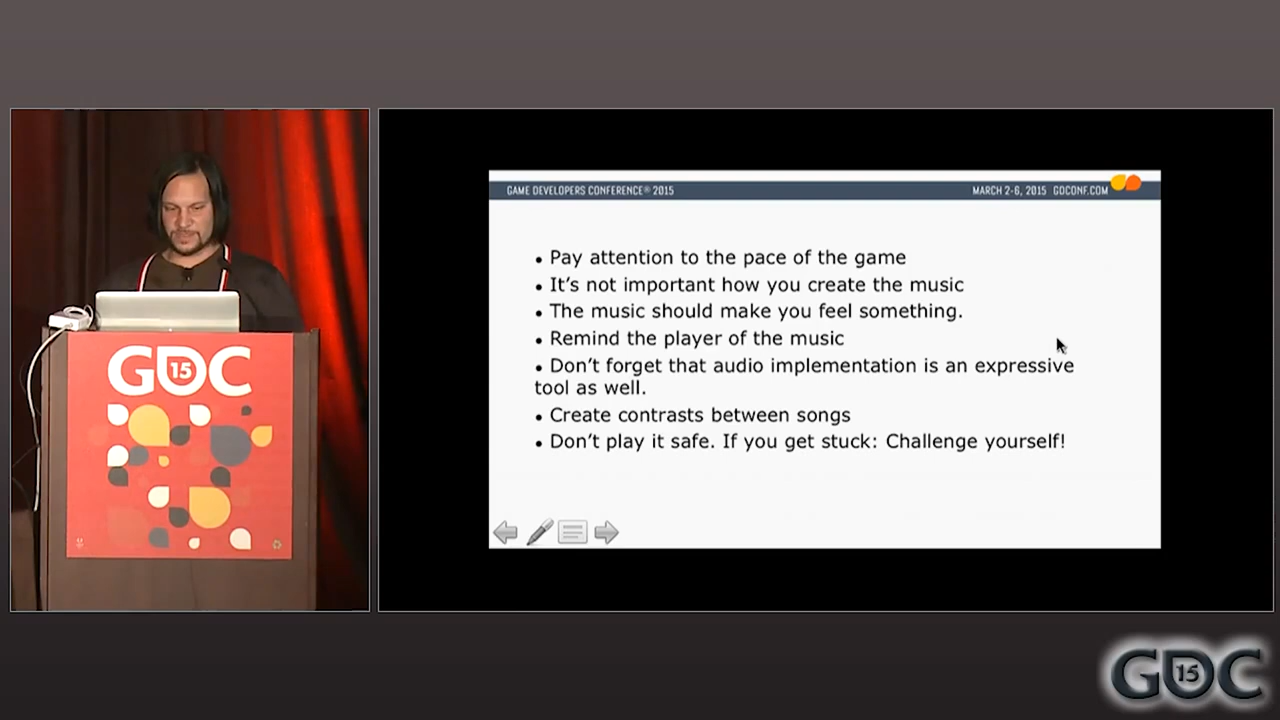 GAME DEVELOPERS CONFERENCE® 2015
MARCH 2-6, 2015 GDCONF.COM
• Pay attention to the pace of the game
• It’s not important how you create the music
• The music should make you feel something.
• Remind the player of the music
• Don’t forget that audio implementation is an expressive
tool as well.
• Create contrasts between songs
• Don’t play it safe. If you get stuck: Challenge yourself!
GDC 15
GDC 15